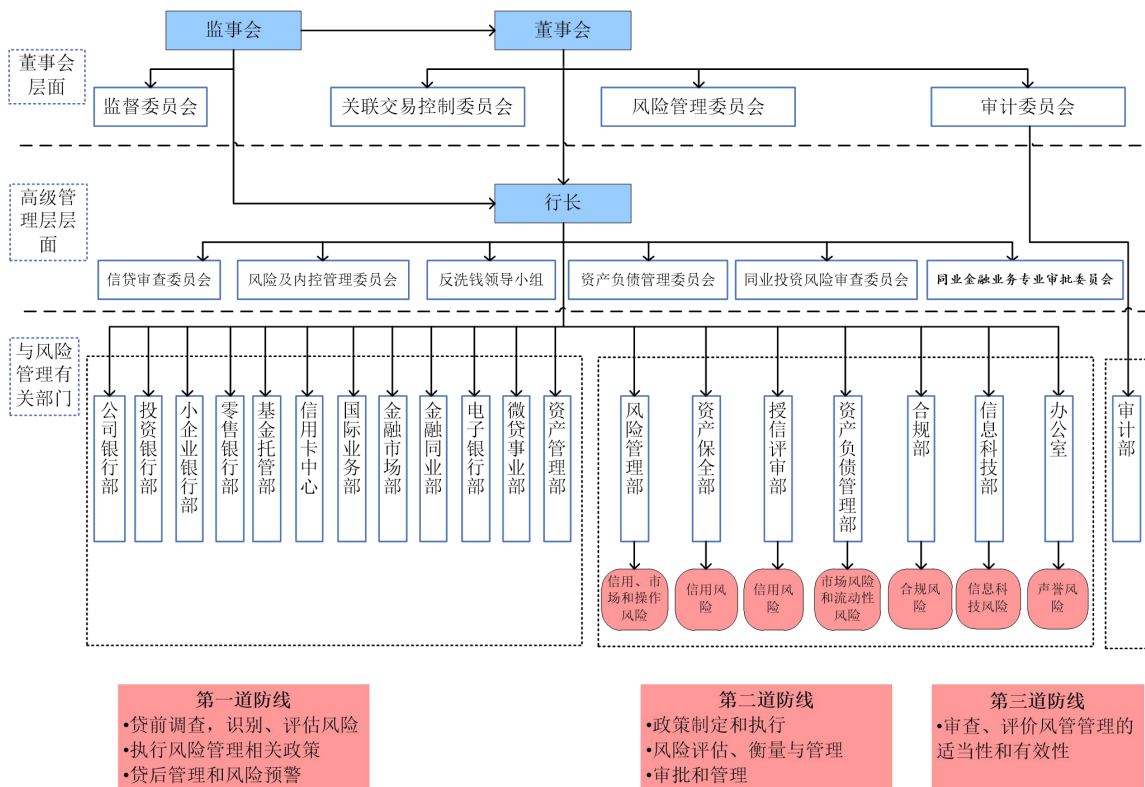 监事会
董事会
董事会
层面
监督委员会
关联交易控制委员会
风险管理委员会
审计委员会
高级管
理层层
面
行长
信贷审查委员会
风险及内控管理委员会
反洗钱领导小组
资产负债管理委员会
同业投资风险审查委员会
同业金融业务专业审批委员会
与风险
管理有
关部门
公司银行部
投资银行部
小企业银行部
零售银行部
基金托管部
信用卡中心
国际业务部
金融市场部
金融同业部
电子银行部
微贷事业部
资产管理部
风险管理部
资产保全部
授信评审部
资产负债管理部
合规部
信息科技部
办公室
审计部
信用、市
场和操作
风险
信用风
险
信用风
险
市场风险
和流动性
风险
合规风
险
信息科
技风险
声誉风
险
第一道防线
•贷前调查，识别、评估风险
•执行风险管理相关政策
•贷后管理和风险预警
第二道防线
•政策制定和执行
•风险评估、衡量与管理
•审批和管理
第三道防线
•审查、评价风管管理的
适当性和有效性